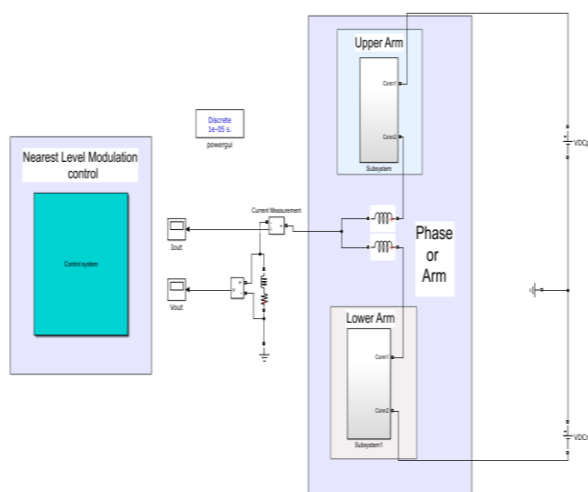 Upper Arm
Conn1
Conn2
Subsystem
Discrete
1e-05 s.
powergui
Nearest Level Modulation
control
Control system
Current Measurement
Iout
Vout
Phase
or
Arm
Lower Arm
Conn1
Conn2
Subsystem1